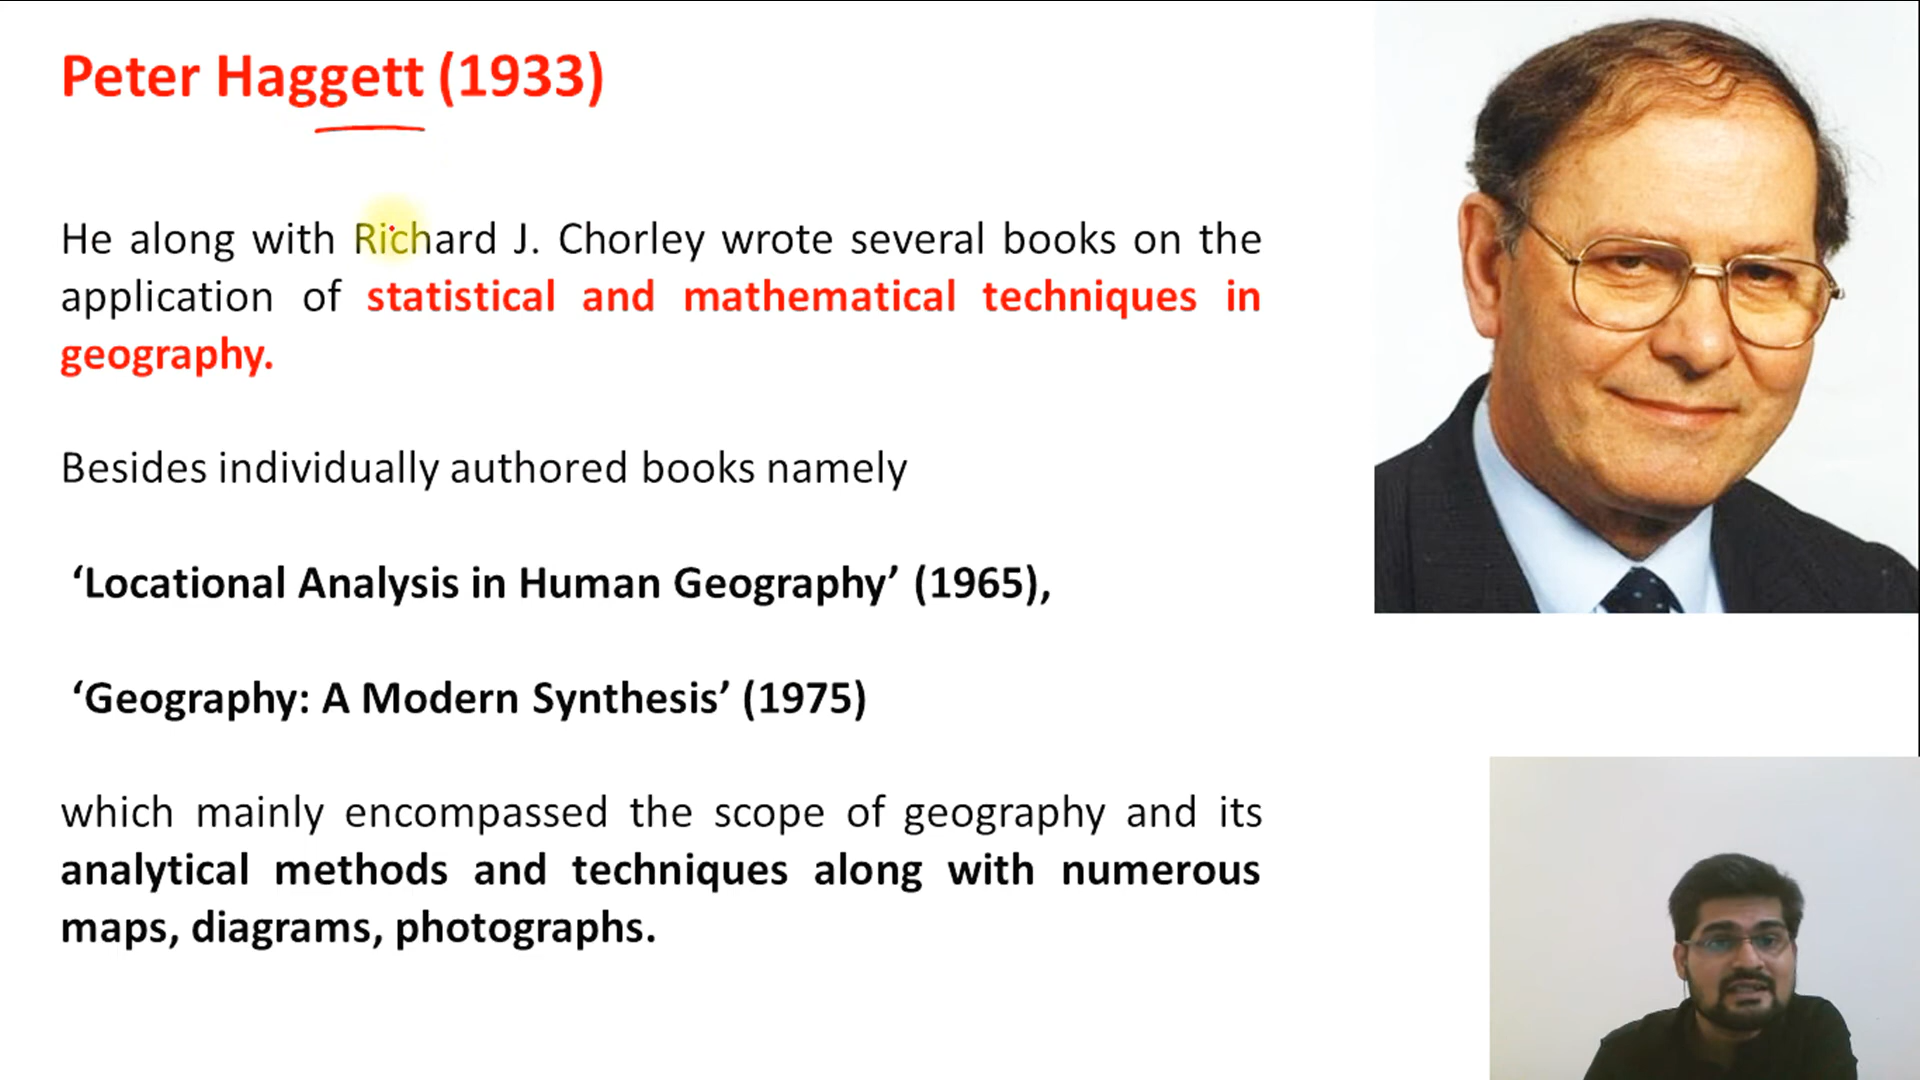 Peter Haggett (1933)
He along with Richard J. Chorley wrote several books on the
application of statistical and mathematical techniques in
geography.
Besides individually authored books namely
‘Locational Analysis in Human Geography’ (1965),
‘Geography: A Modern Synthesis’ (1975)
which mainly encompassed the scope of geography and its
analytical methods and techniques along with numerous
maps, diagrams, photographs.